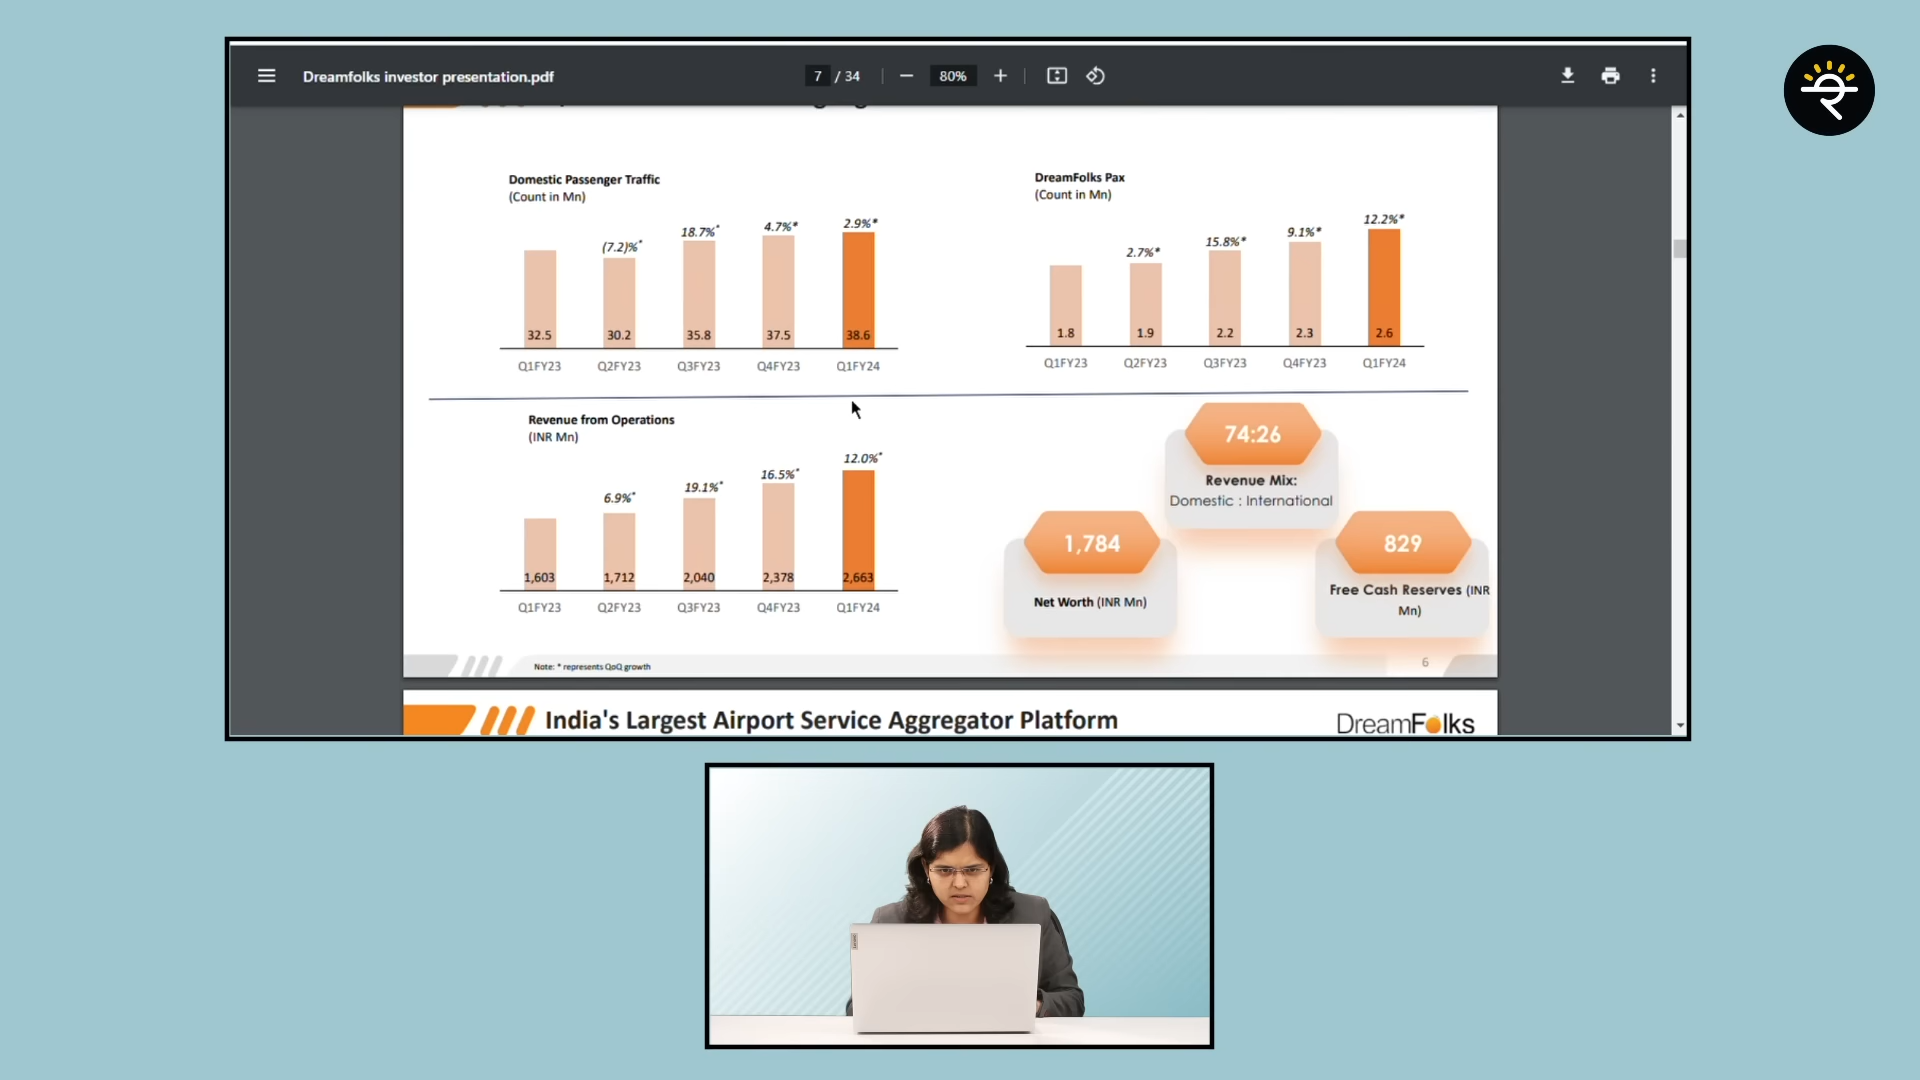 Dreamfolks investor presentation.pdf
7 / 34
80%
Domestic Passenger Traffic
(Count in Mn)
(7.2)%* 18.7%* 4.7%* 2.9%*
32.5 30.2 35.8 37.5 38.6
Q1FY23 Q2FY23 Q3FY23 Q4FY23 Q1FY24
DreamFolks Pax
(Count in Mn)
2.7%* 15.8%* 9.1%* 12.2%*
1.8 1.9 2.2 2.3 2.6
Q1FY23 Q2FY23 Q3FY23 Q4FY23 Q1FY24
Revenue from Operations
(INR Mn)
6.9%* 19.1%* 16.5%* 12.0%*
1,603 1,712 2,040 2,378 2,663
Q1FY23 Q2FY23 Q3FY23 Q4FY23 Q1FY24
74:26
Revenue Mix:
Domestic : International
1,784
Net Worth (INR Mn)
829
Free Cash Reserves (INR
Mn)
Note: * represents QoQ growth
6
India's Largest Airport Service Aggregator Platform
DreamFolks